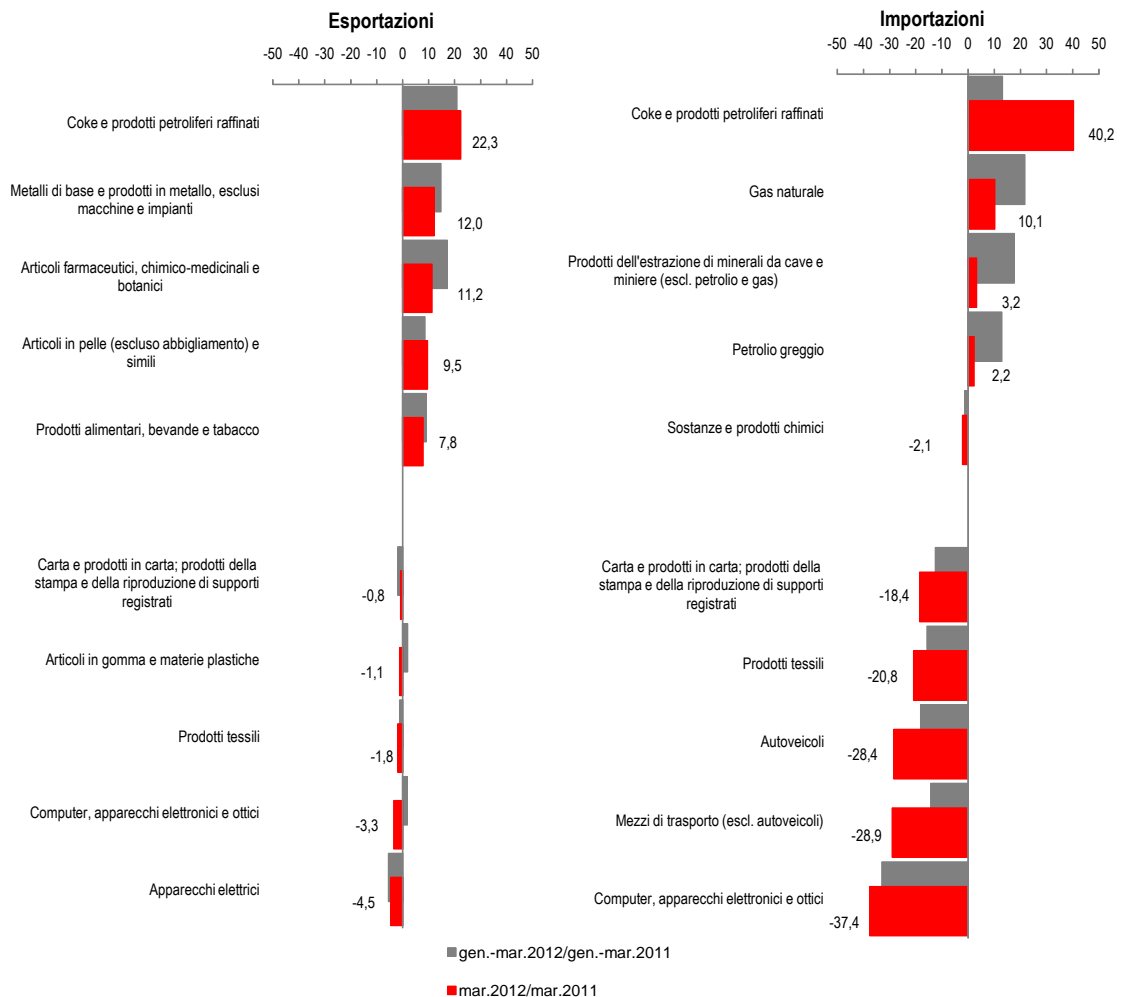 Esportazioni
-50 -40 -30 -20 -10 0 10 20 30 40 50
Coke e prodotti petroliferi raffinati
22,3
Metalli di base e prodotti in metallo, esclusi
macchine e impianti
12,0
Articoli farmaceutici, chimico-medicinali e
botanici
11,2
Articoli in pelle (escluso abbigliamento) e
simili
9,5
Prodotti alimentari, bevande e tabacco
7,8
Carta e prodotti in carta; prodotti della
stampa e della riproduzione di supporti
registrati
-0,8
Articoli in gomma e materie plastiche
-1,1
Prodotti tessili
-1,8
Computer, apparecchi elettronici e ottici
-3,3
Apparecchi elettrici
-4,5
Importazioni
-50 -40 -30 -20 -10 0 10 20 30 40 50
Coke e prodotti petroliferi raffinati
40,2
Gas naturale
10,1
Prodotti dell'estrazione di minerali da cave e
miniere (escl. petrolio e gas)
3,2
Petrolio greggio
2,2
Sostanze e prodotti chimici
-2,1
Carta e prodotti in carta; prodotti della
stampa e della riproduzione di supporti
registrati
-18,4
Prodotti tessili
-20,8
Autoveicoli
-28,4
Mezzi di trasporto (escl. autoveicoli)
-28,9
Computer, apparecchi elettronici e ottici
-37,4
gen.-mar.2012/gen.-mar.2011
mar.2012/mar.2011